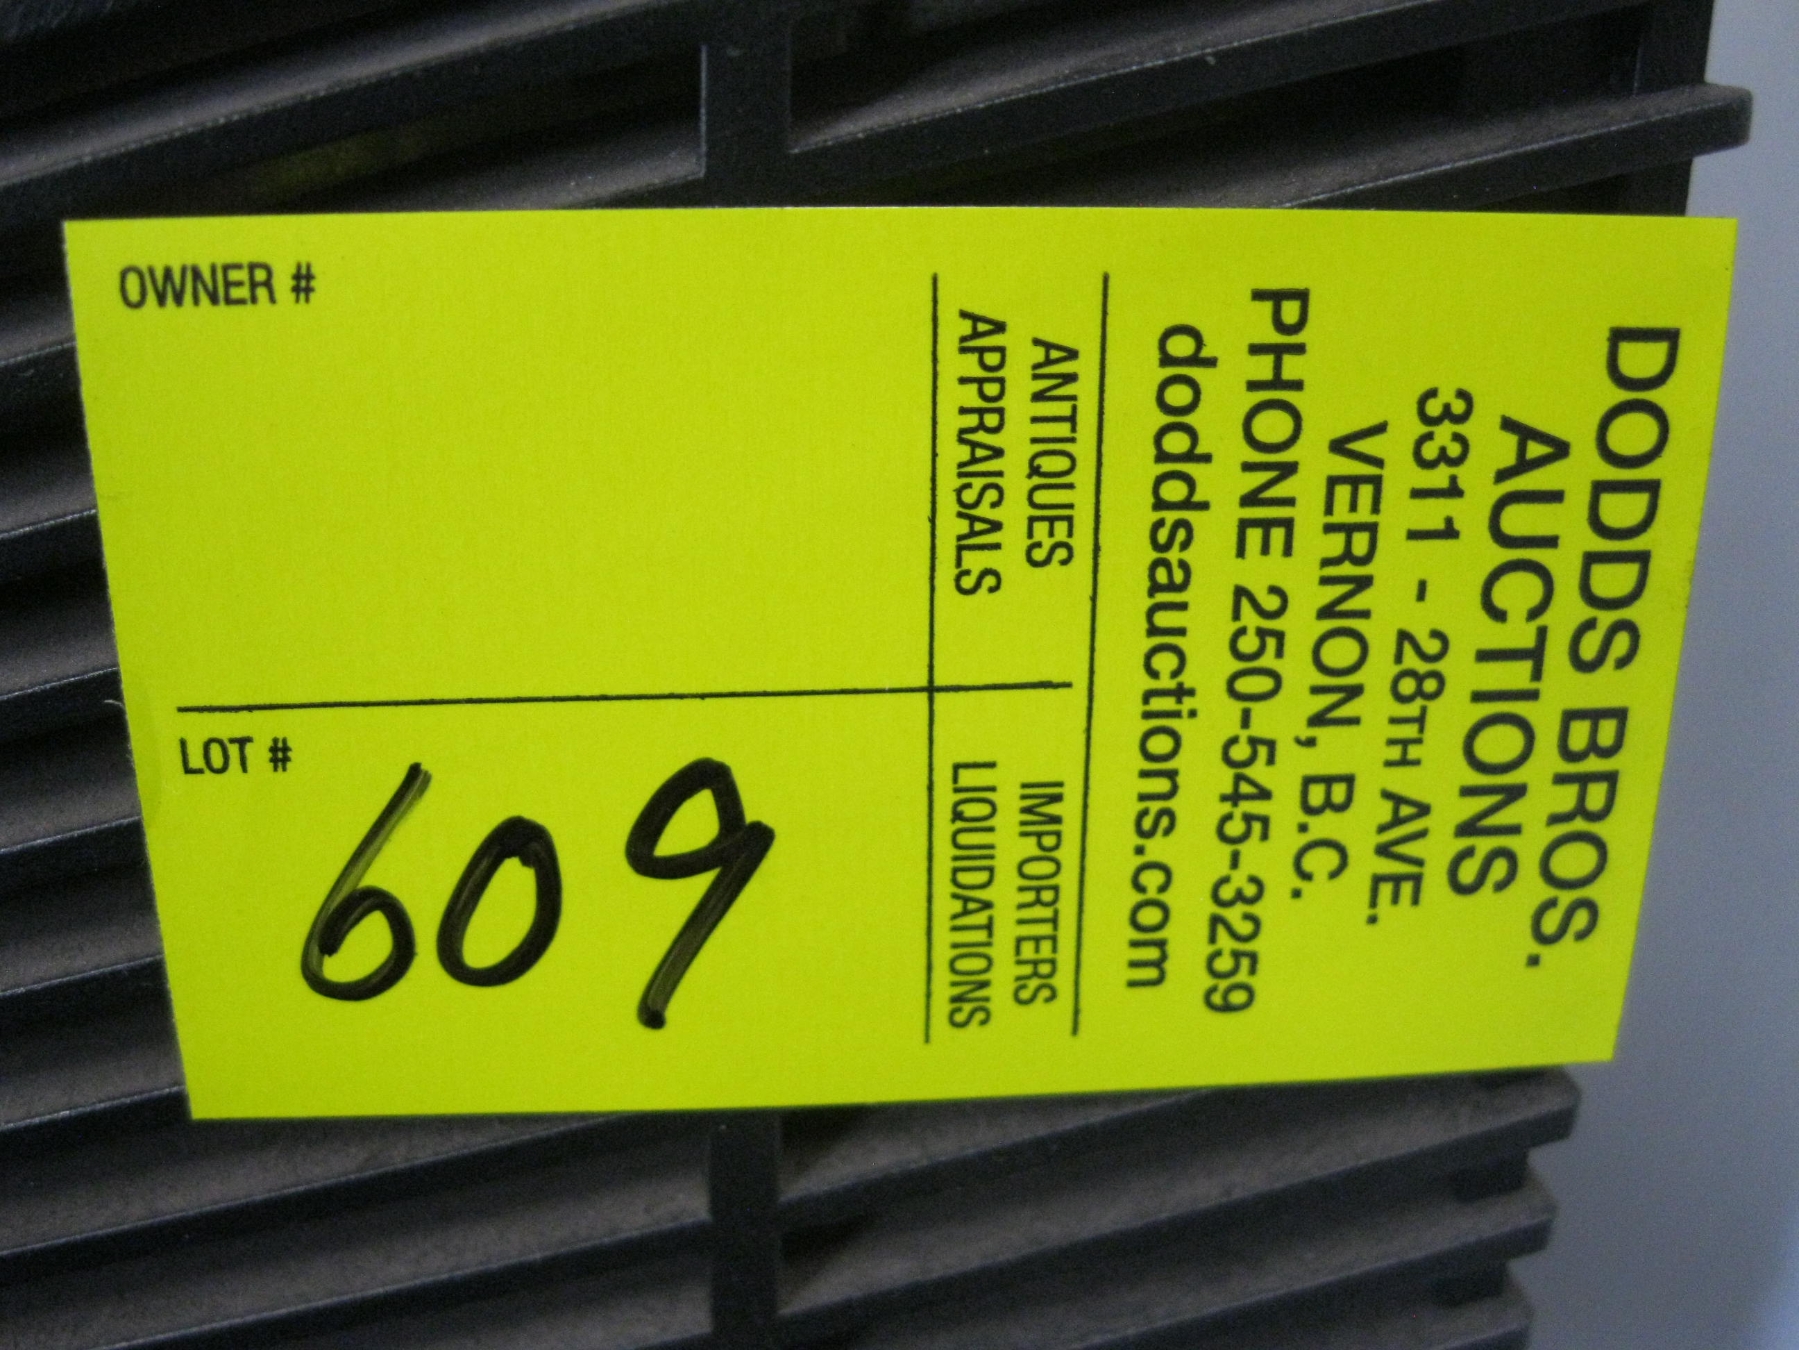 DODDS BROS.
AUCTIONS
3311 - 28TH AVE.
VERNON, B.C.
PHONE 250-545-3259
doddsauctions.com
ANTIQUES IMPORTERS
APPRAISALS LIQUIDATIONS
OWNER #
LOT #
609